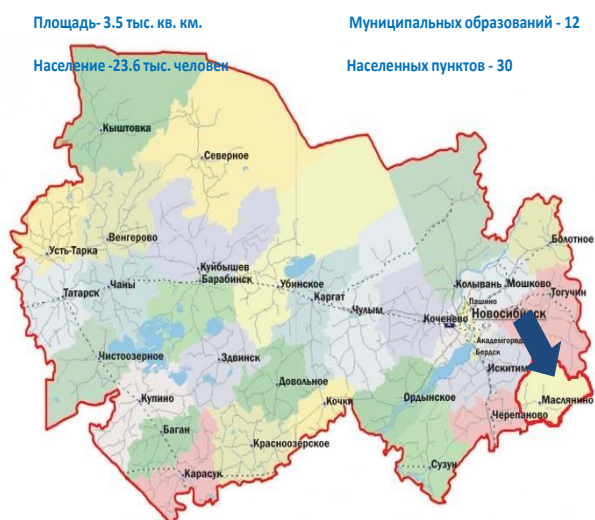 Площадь- 3.5 тыс. кв. км.
Муниципальных образований - 12
Население -23.6 тыс. человек
Населенных пунктов - 30
Кыштовка
Северное
Усть-Тарка
Венгерово
Болотное
Татарск
Чаны
Куйбышев
Барабинск
Убинское
Каргат
Чулым
Колывань
Мошково
Тогучин
Пашино
Коченево
Новосибирск
Академгород
Бердск
Чистоозерное
Здвинск
Искитим
Довольное
Купино
Кочки
Ордынское
Маслянино
Черепаново
Баган
Краснозёрское
Карасук
Сузун